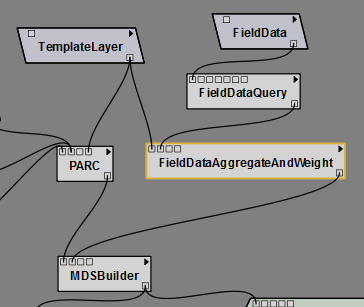 FieldData
TemplateLayer
FieldDataQuery
PARC
FieldDataAggregateAndWeight
MDSBuilder